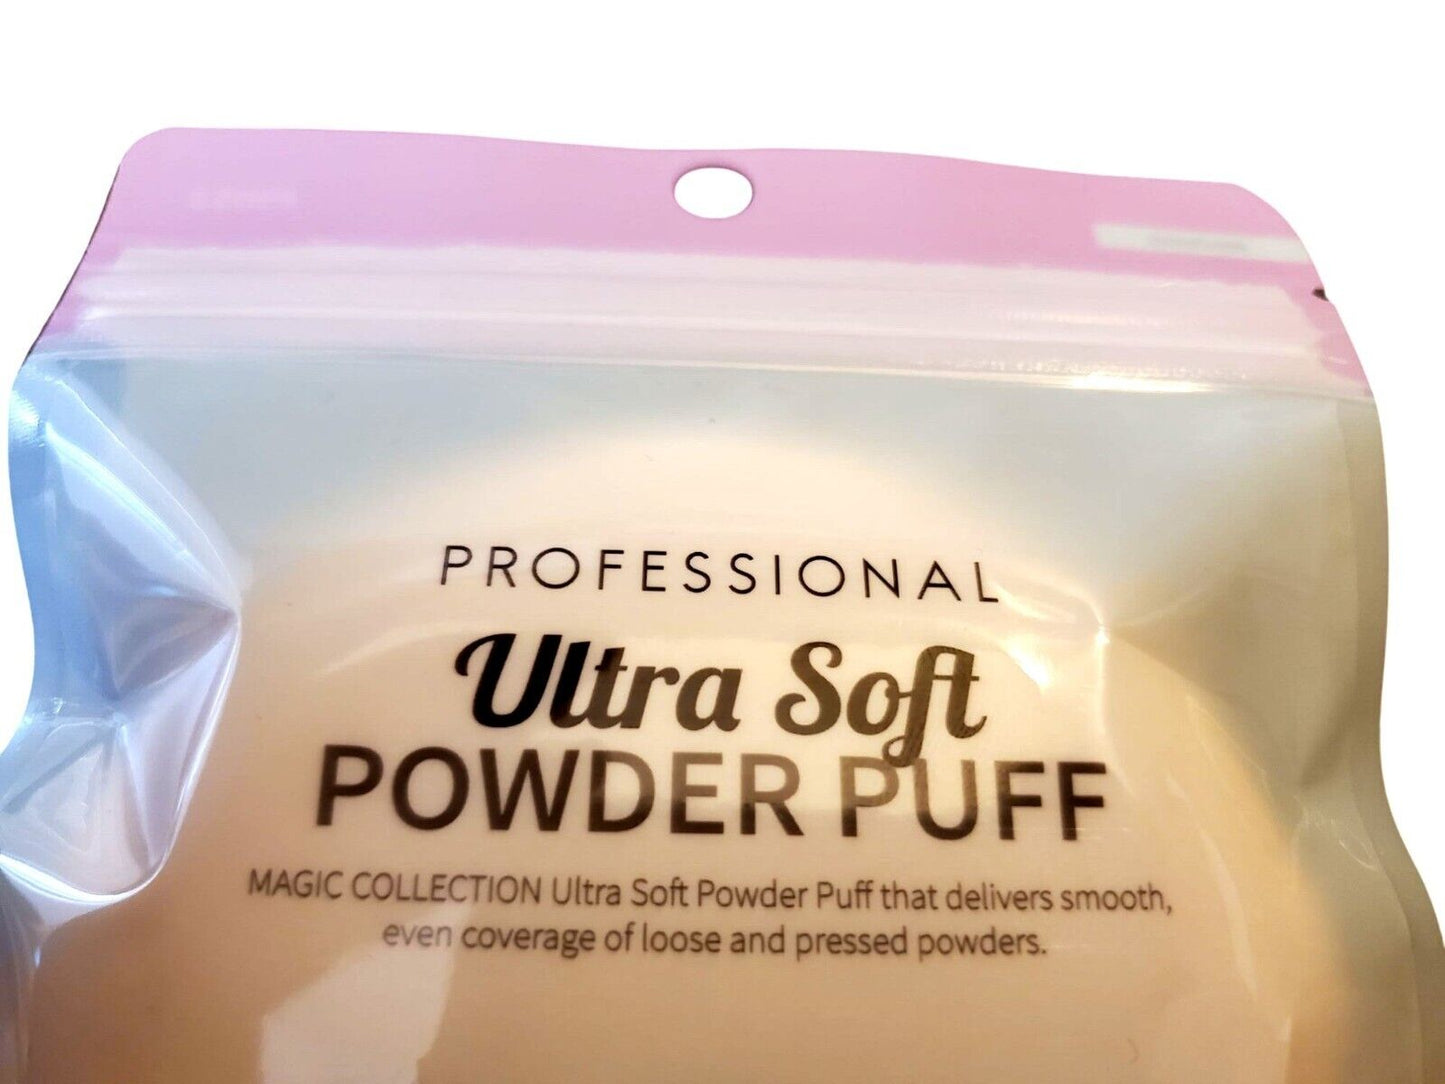 PROFESSIONAL
Ultra Soft
POWDER PUFF
MAGIC COLLECTION Ultra Soft Powder Puff that delivers smooth,
even coverage of loose and pressed powders.